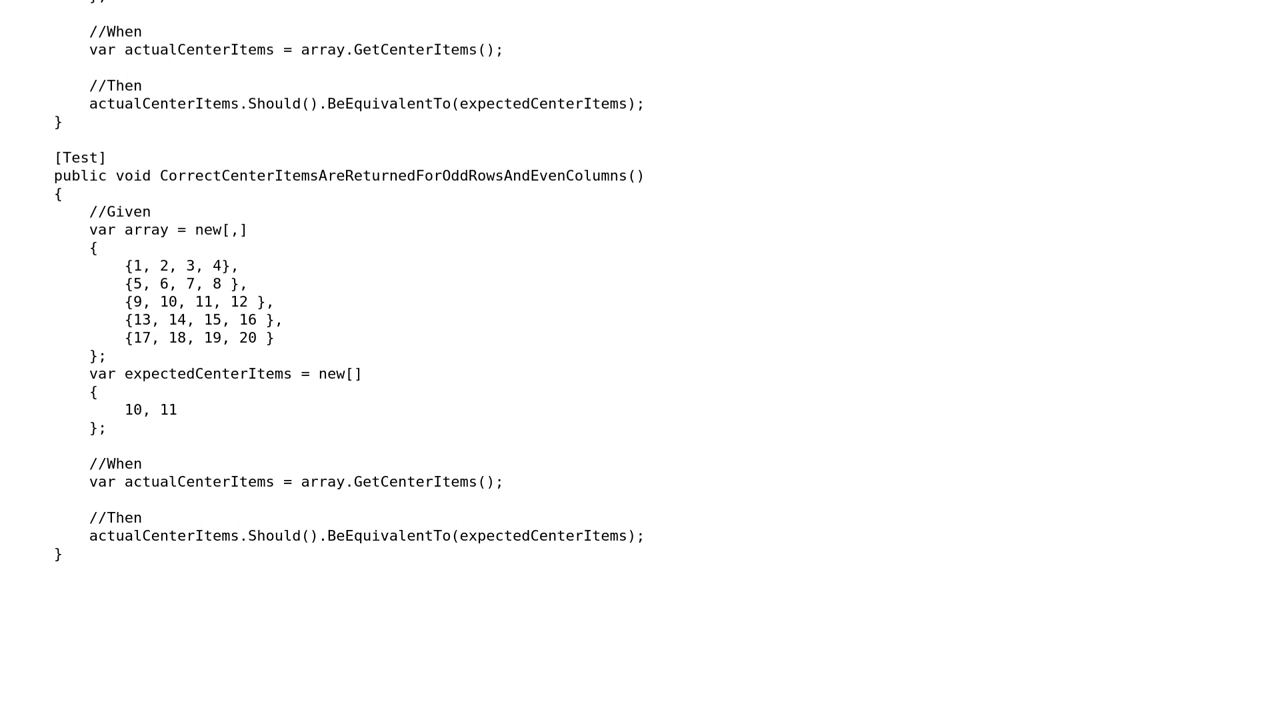 };
//When
var actualCenterItems = array.GetCenterItems();
//Then
actualCenterItems.Should().BeEquivalentTo(expectedCenterItems);
}
[Test]
public void CorrectCenterItemsAreReturnedForOddRowsAndEvenColumns()
{
//Given
var array = new[,]
{
{1, 2, 3, 4},
{5, 6, 7, 8 },
{9, 10, 11, 12 },
{13, 14, 15, 16 },
{17, 18, 19, 20 }
};
var expectedCenterItems = new[]
{
10, 11
};
//When
var actualCenterItems = array.GetCenterItems();
//Then
actualCenterItems.Should().BeEquivalentTo(expectedCenterItems);
}